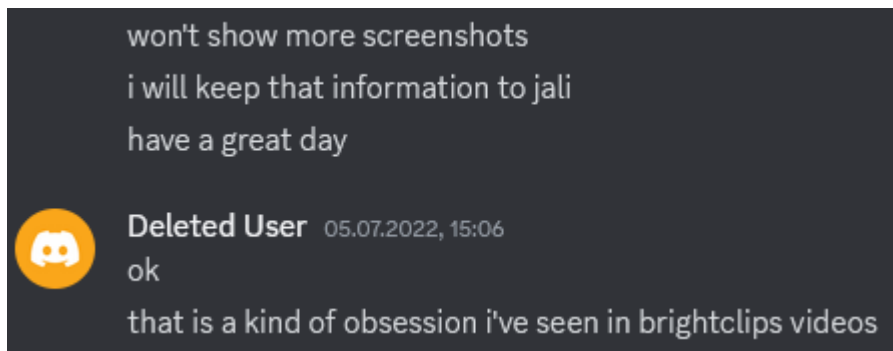 won't show more screenshots
i will keep that information to jali
have a great day
Deleted User 05.07.2022, 15:06
ok
that is a kind of obsession i've seen in brightclips videos